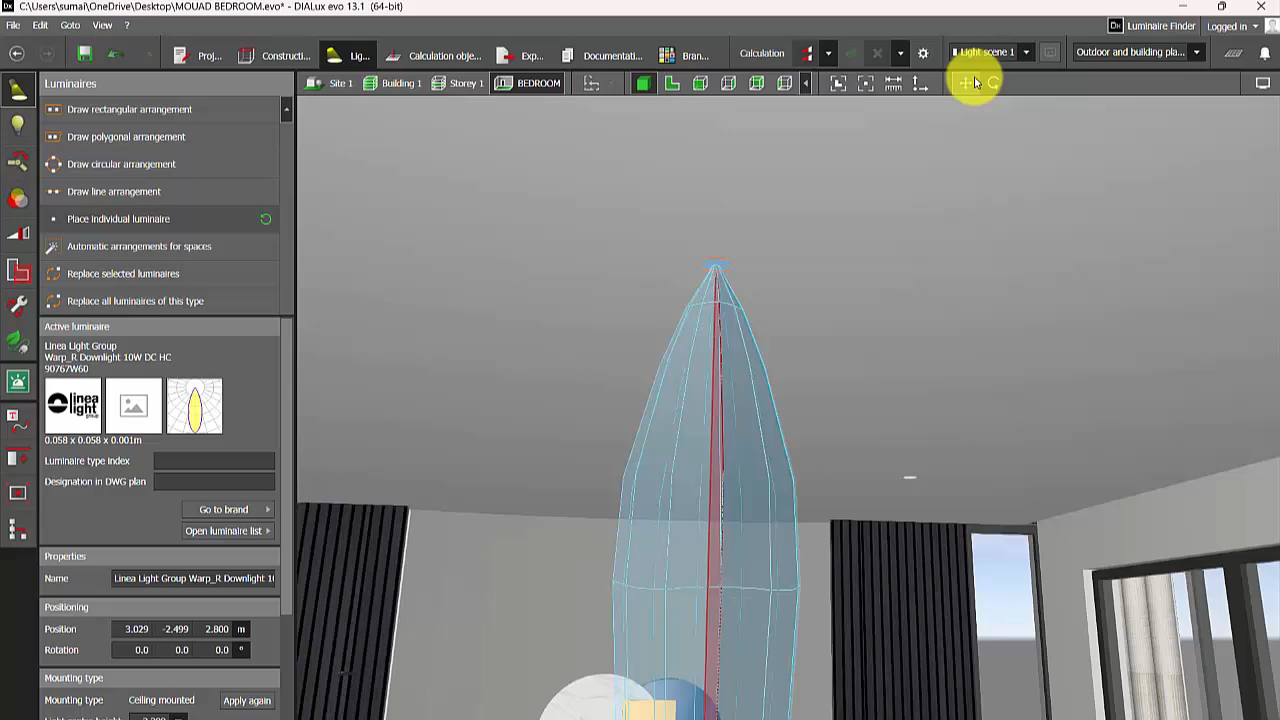 C:\Users\sumai\OneDrive\Desktop\MOUAD BEDROOM.evo* - DIALux evo 13.1 (64-bit)
File Edit Goto View ?
Luminaire Finder Logged in
Proj... Constructi... Lig... Calculation obje... Exp... Documentati... Bran... Calculation Light scene 1 Outdoor and building pla...
Luminaires Site 1 Building 1 Storey 1 BEDROOM
Draw rectangular arrangement
Draw polygonal arrangement
Draw circular arrangement
Draw line arrangement
Place individual luminaire
Automatic arrangements for spaces
Replace selected luminaires
Replace all luminaires of this type
Active luminaire
Linea Light Group
Warp_R Downlight 10W DC HC
90767W60
linea light
0.058 x 0.058 x 0.001m
Luminaire type index
Designation in DWG plan
Go to brand
Open luminaire list
Properties
Name Linea Light Group Warp_R Downlight 10
Positioning
Position 3.029 -2.499 2.800 m
Rotation 0.0 0.0 0.0 °
Mounting type
Mounting type Ceiling mounted Apply again